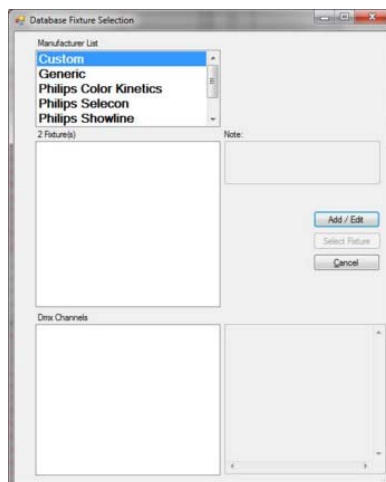 Database Fixture Selection
Manufacturer List
Custom
Generic
Philips Color Kinetics
Philips Selecon
Philips Showline
2 Fixture(s)
Note:
Add / Edit
Select Fixture
Cancel
Dmx Channels